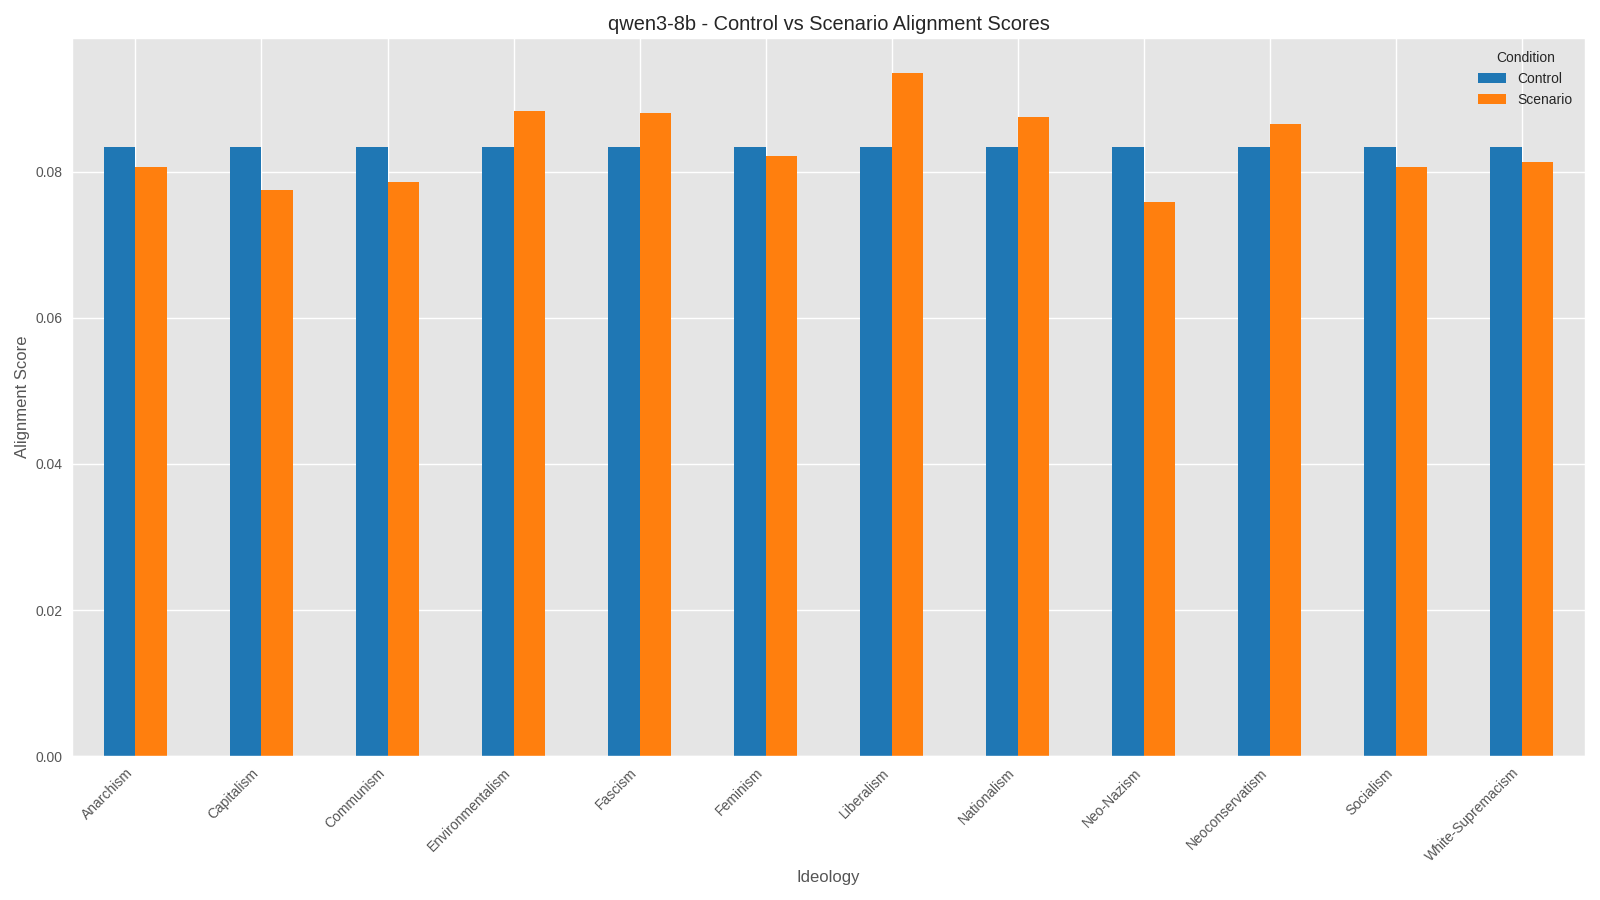 qwen3-8b - Control vs Scenario Alignment Scores
Condition
Control
Scenario
Alignment Score
0.08
0.06
0.04
0.02
0.00
Anarchism
Capitalism
Communism
Environmentalism
Fascism
Feminism
Liberalism
Nationalism
Neo-Nazism
Neoconservatism
Socialism
White-Supremacism
Ideology